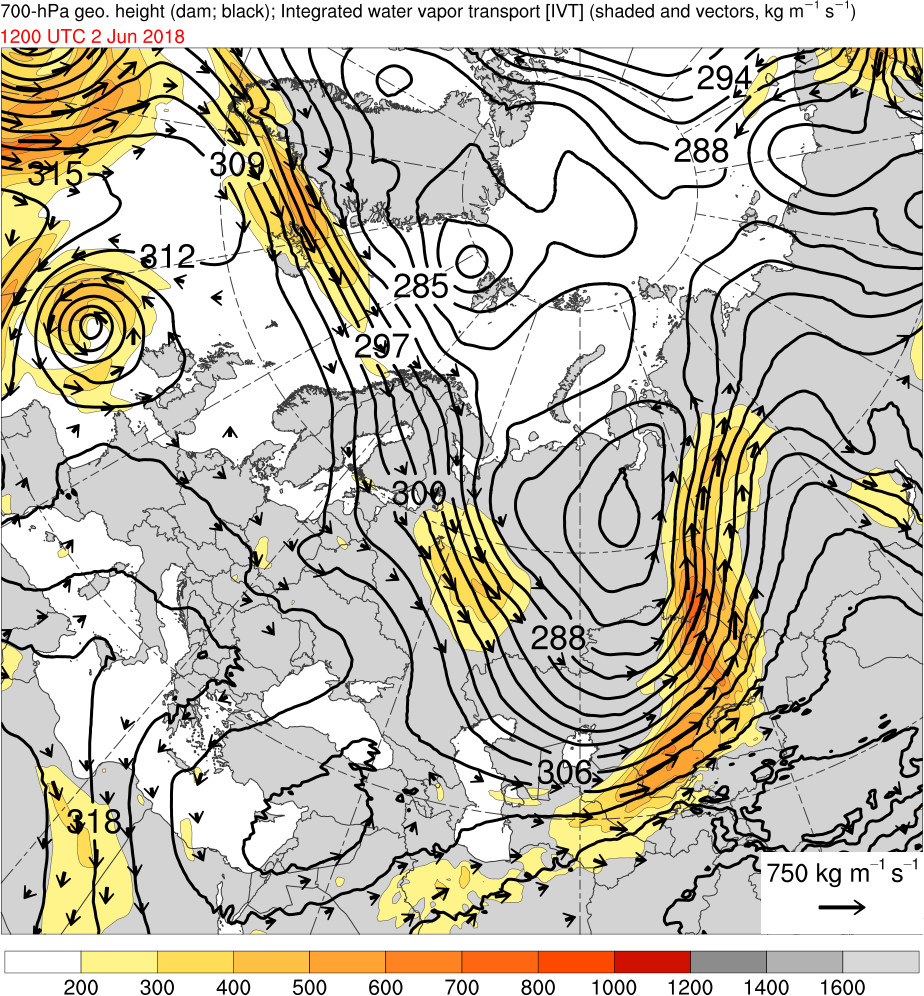 700-hPa geo. height (dam; black); Integrated water vapor transport [IVT] (shaded and vectors, kg m⁻¹ s⁻¹)
1200 UTC 2 Jun 2018
294
288
309
315
312
285
297
300
288
306
318
750 kg m⁻¹ s⁻¹
200 300 400 500 600 700 800 1000 1200 1400 1600